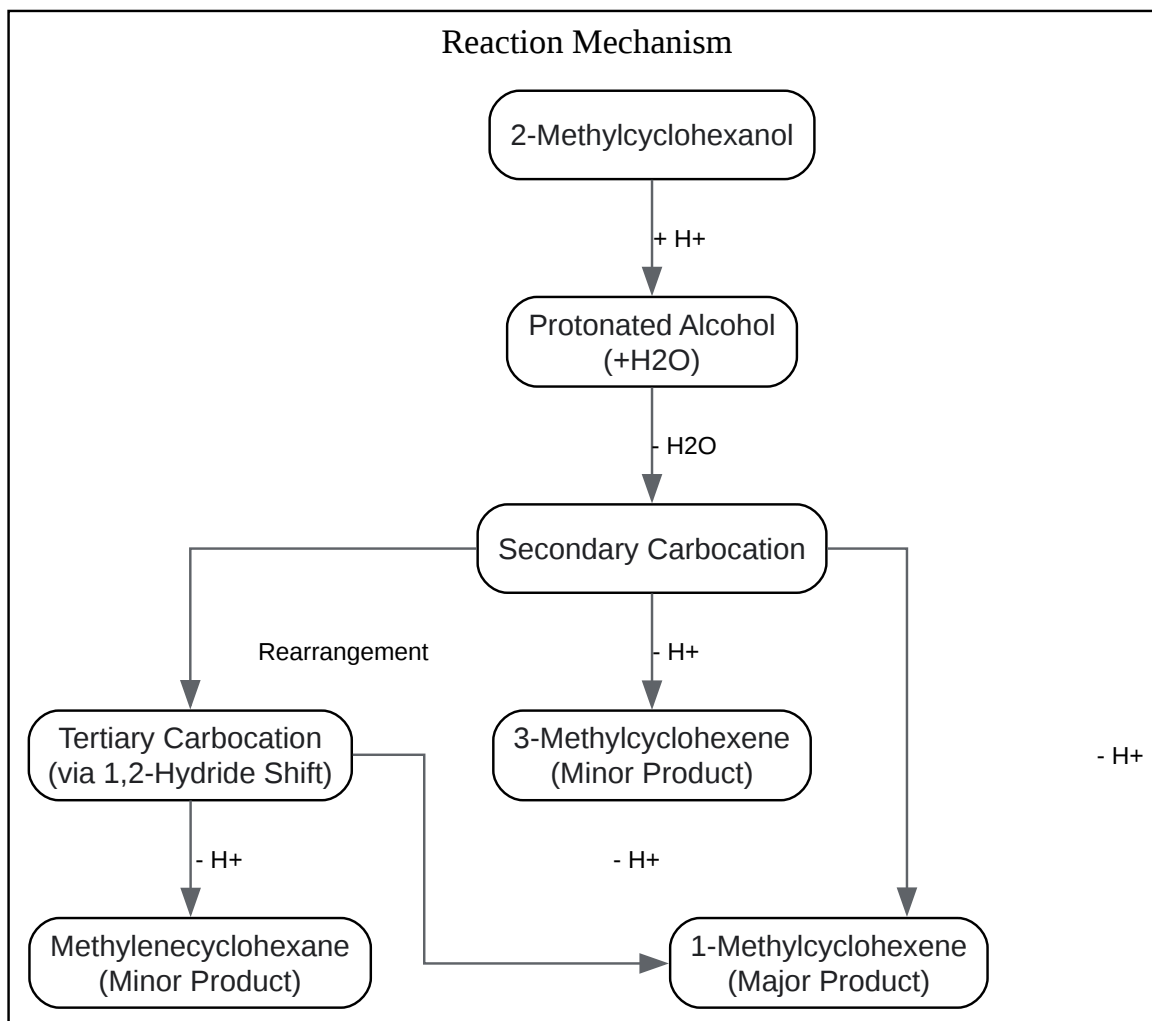 Reaction Mechanism
2-Methylcyclohexanol
+ H+
Protonated Alcohol
(+H2O)
- H2O
Secondary Carbocation
Rearrangement
- H+
Tertiary Carbocation
(via 1,2-Hydride Shift)
3-Methylcyclohexene
(Minor Product)
- H+
- H+
- H+
Methylenecyclohexane
(Minor Product)
1-Methylcyclohexene
(Major Product)